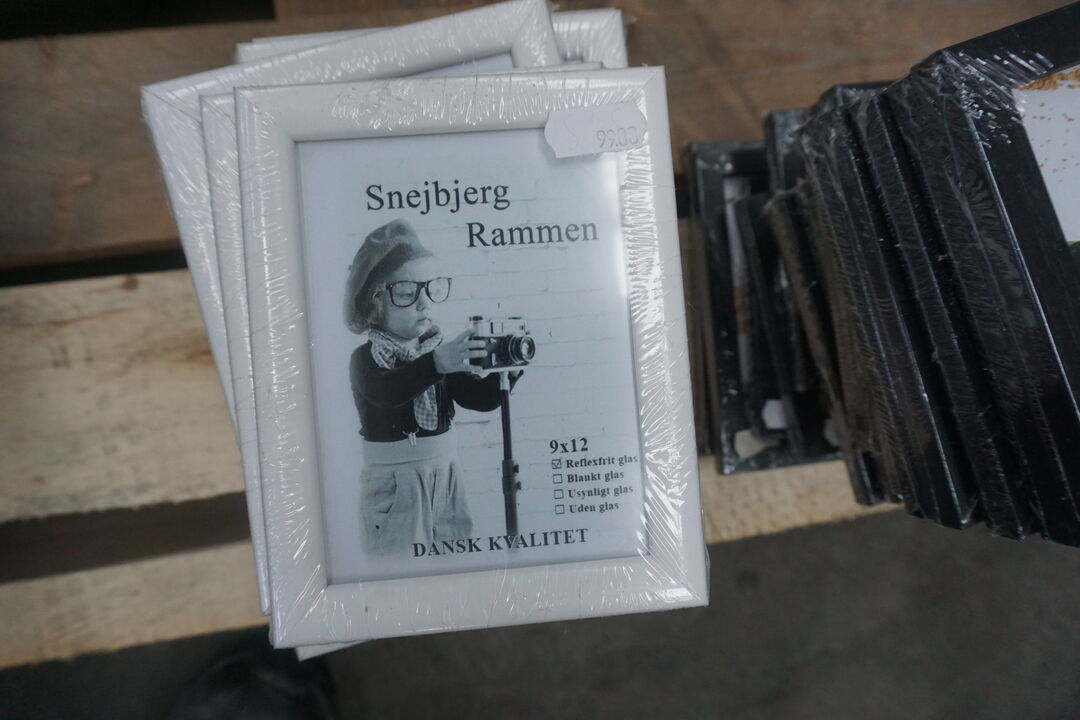 99.00
Snejbjerg
Rammen
9x12
☑ Reflexfrit glas
☐ Blankt glas
☐ Usynligt glas
☐ Uden glas
DANSK KVALITET